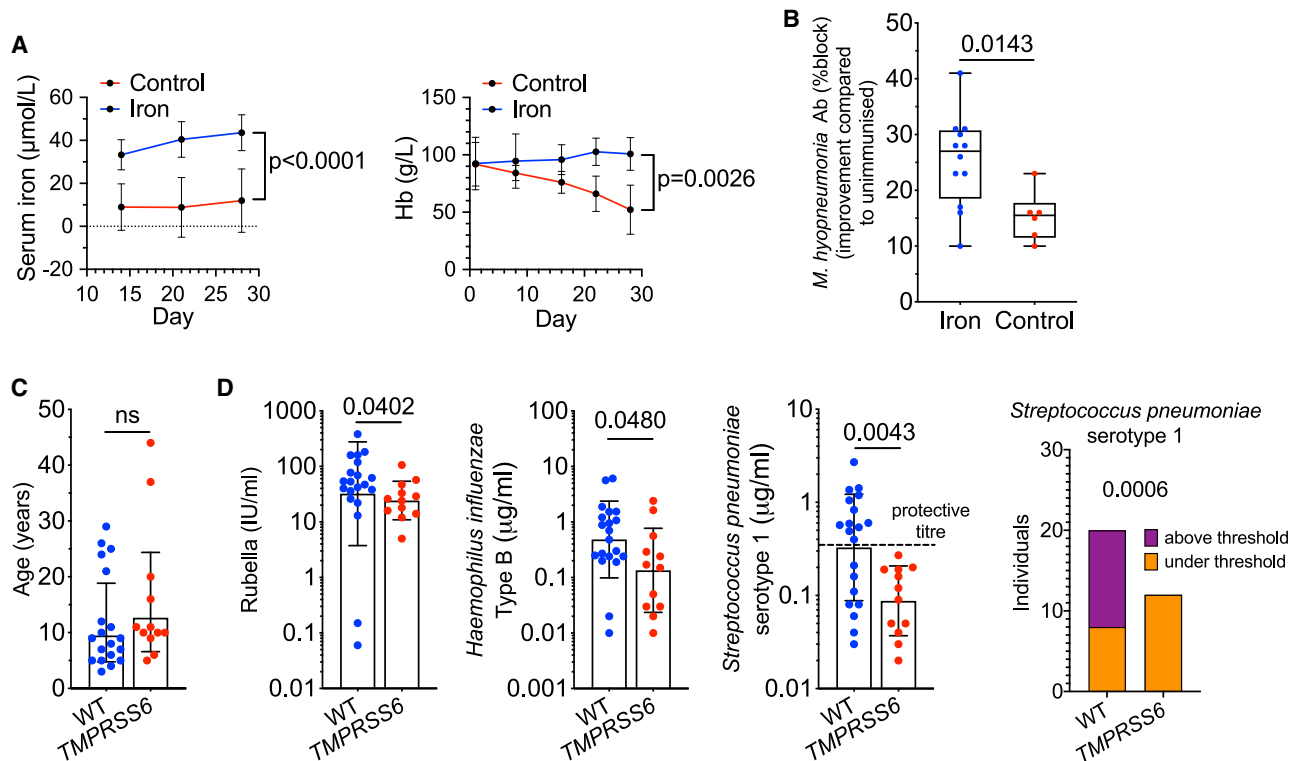 A
Control
Iron
Serum iron (µmol/L)
60
40
20
0
-20
10
15
20
25
30
Day
p<0.0001
Control
Iron
Hb (g/L)
150
100
50
0
0
10
20
30
Day
p=0.0026
B
M. hyopneumonia Ab (%block)
(improvement compared
to unimmunised)
50
40
30
20
10
0
0.0143
Iron
Control
C
Age (years)
50
40
30
20
10
0
ns
WT
TMPRSS6
D
Rubella (IU/ml)
1000
100
10
1
0.1
0.01
0.0402
WT
TMPRSS6
Haemophilus influenzae
Type B (µg/ml)
10
1
0.1
0.01
0.001
0.0480
WT
TMPRSS6
Streptococcus pneumoniae
serotype 1 (µg/ml)
10
1
0.1
0.01
0.0043
protective
titre
WT
TMPRSS6
Streptococcus pneumoniae
serotype 1
Individuals
30
20
10
0
0.0006
above threshold
under threshold
WT
TMPRSS6